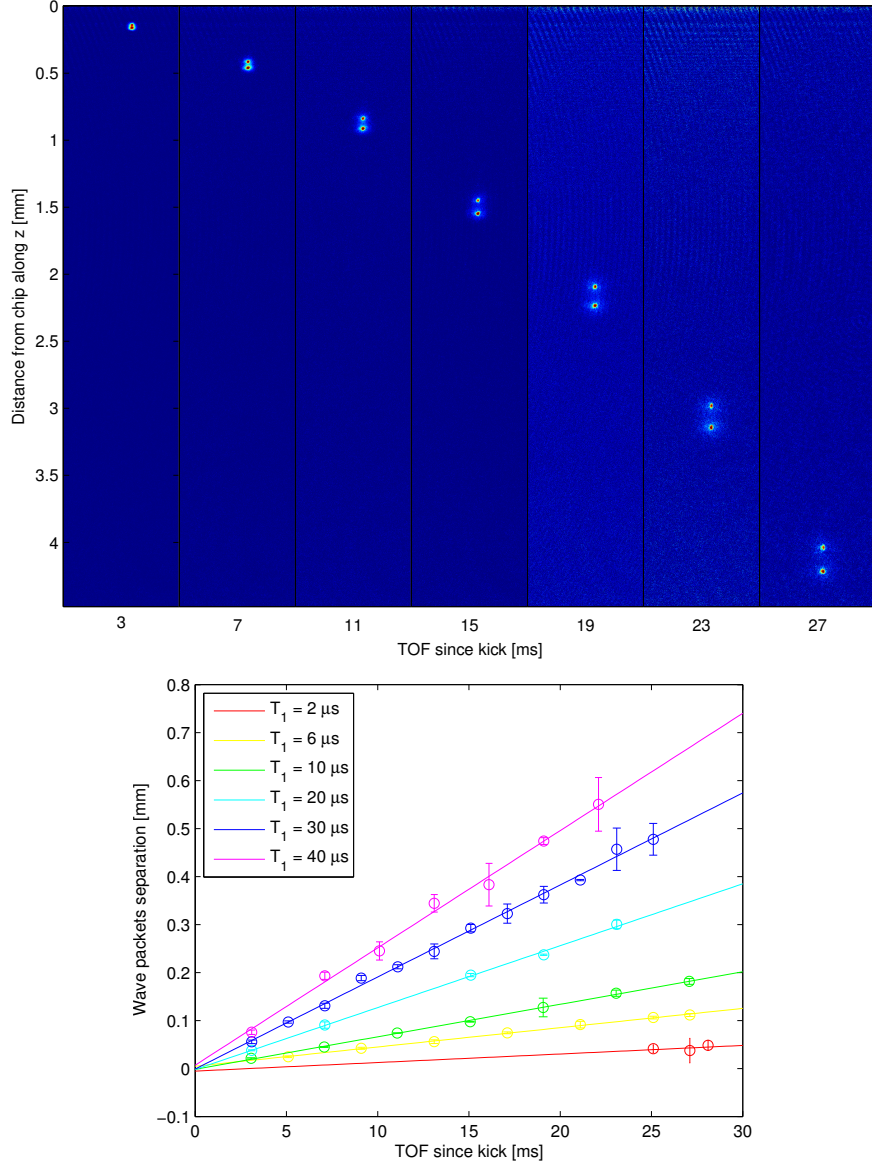 0
0.5
1
1.5
2
2.5
3
3.5
4
Distance from chip along z [mm]
3 7 11 15 19 23 27
TOF since kick [ms]
0.8
0.7
0.6
0.5
0.4
0.3
0.2
0.1
0
−0.1
Wave packets separation [mm]
T1 = 2 μs
T1 = 6 μs
T1 = 10 μs
T1 = 20 μs
T1 = 30 μs
T1 = 40 μs
0 5 10 15 20 25 30
TOF since kick [ms]